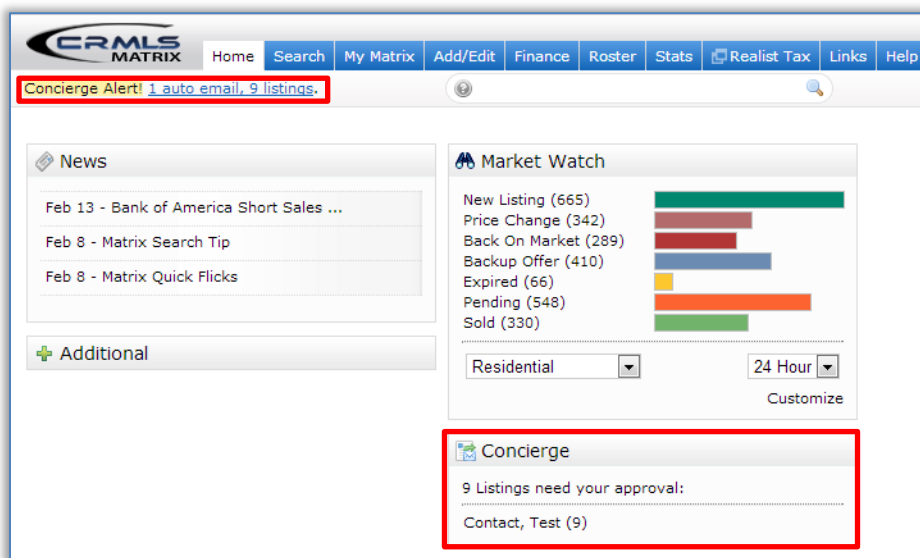 CRMLS
MATRIX
Home Search My Matrix Add/Edit Finance Roster Stats Realist Tax Links Help
Concierge Alert! 1 auto email, 9 listings.
News
Feb 13 - Bank of America Short Sales ...
Feb 8 - Matrix Search Tip
Feb 8 - Matrix Quick Flicks
Additional
Market Watch
New Listing (665)
Price Change (342)
Back On Market (289)
Backup Offer (410)
Expired (66)
Pending (548)
Sold (330)
Residential 24 Hour
Customize
Concierge
9 Listings need your approval:
Contact, Test (9)